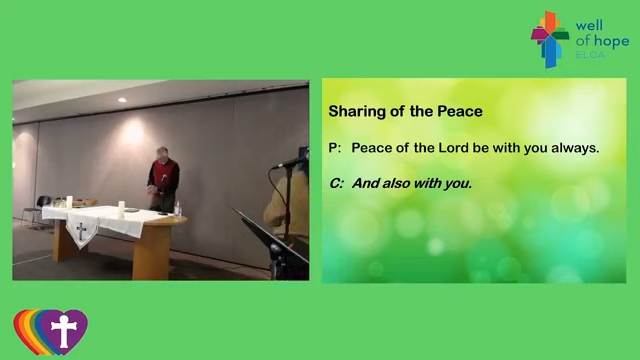 well
of hope
ELCA
Sharing of the Peace
P: Peace of the Lord be with you always.
C: And also with you.